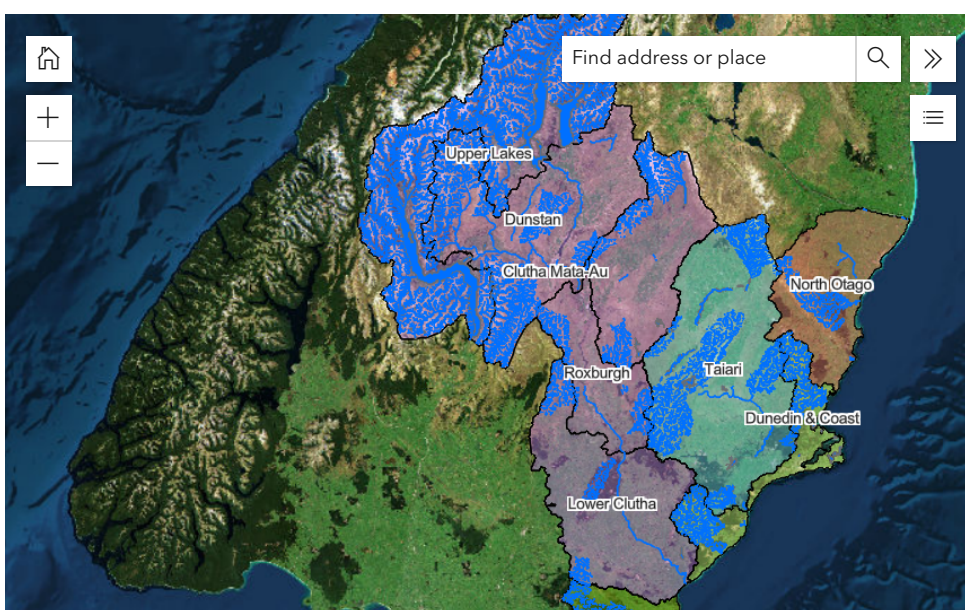 Find address or place
Upper Lakes
Dunstan
Clutha Mata-Au
North Otago
Roxburgh
Taiari
Dunedin & Coast
Lower Clutha